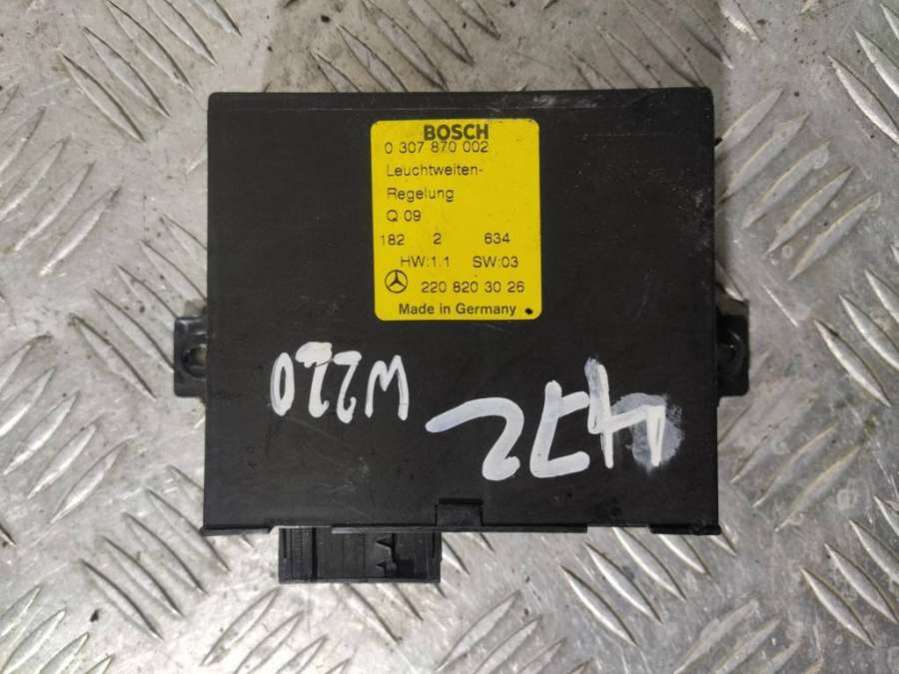 BOSCH
0 307 870 002
Leuchtweiten-
Regelung
Q 09
182 2 634
HW:1.1 SW:03
220 820 30 26
Made in Germany
W220
472